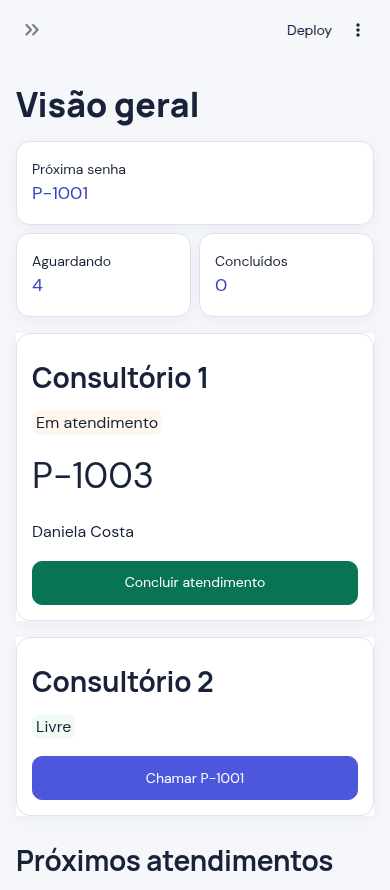 Deploy
Visão geral
Próxima senha
P-1001
Aguardando
4
Concluídos
0
Consultório 1
Em atendimento
P-1003
Daniela Costa
Concluir atendimento
Consultório 2
Livre
Chamar P-1001
Próximos atendimentos